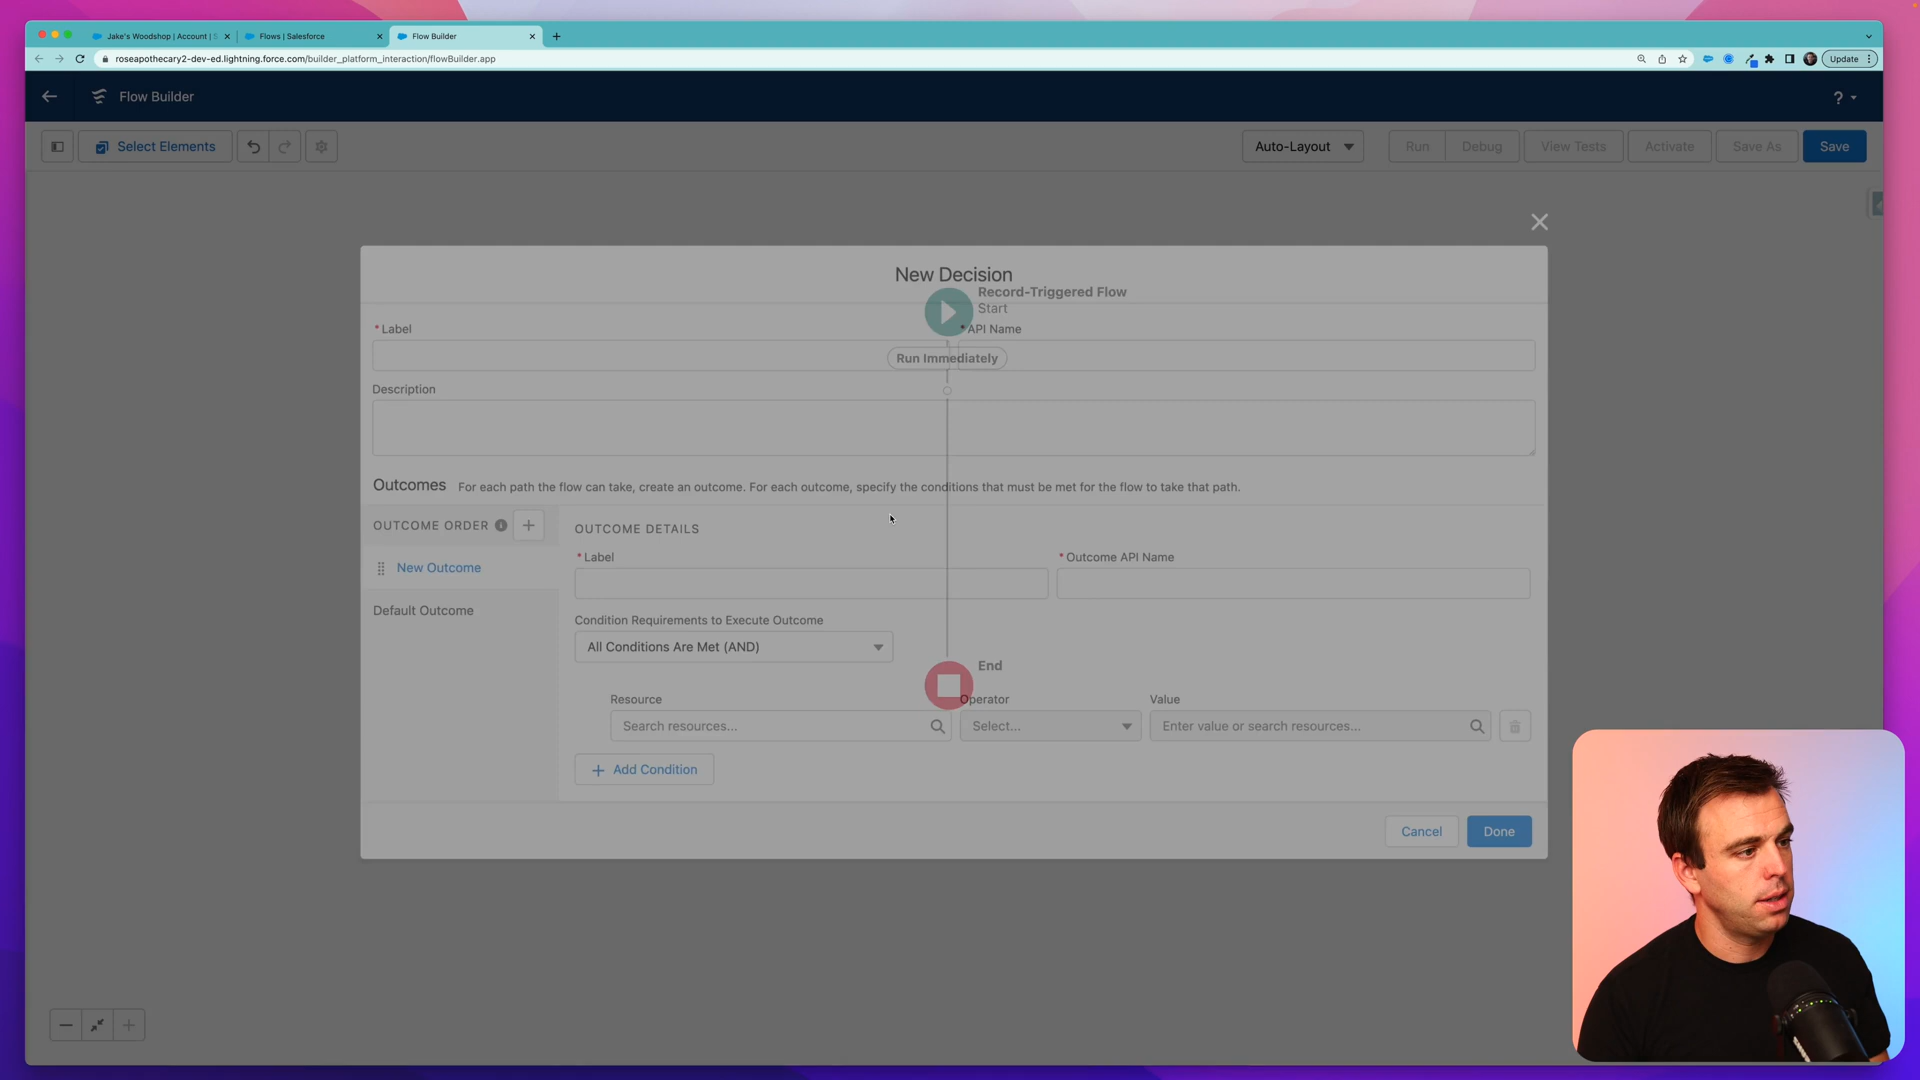 Jake's Woodshop | Account | S
Flows | Salesforce
Flow Builder
roseapothecary2-dev-ed.lightning.force.com/builder_platform_interaction/flowBuilder.app
Update
Flow Builder
?
Select Elements
Auto-Layout
Run
Debug
View Tests
Activate
Save As
Save
New Decision
Record-Triggered Flow
Start
* Label
* API Name
Run Immediately
Description
Outcomes For each path the flow can take, create an outcome. For each outcome, specify the conditions that must be met for the flow to take that path.
OUTCOME ORDER
OUTCOME DETAILS
New Outcome
Default Outcome
* Label
* Outcome API Name
Condition Requirements to Execute Outcome
All Conditions Are Met (AND)
End
Resource
Operator
Value
Search resources...
Select...
Enter value or search resources...
+ Add Condition
Cancel
Done